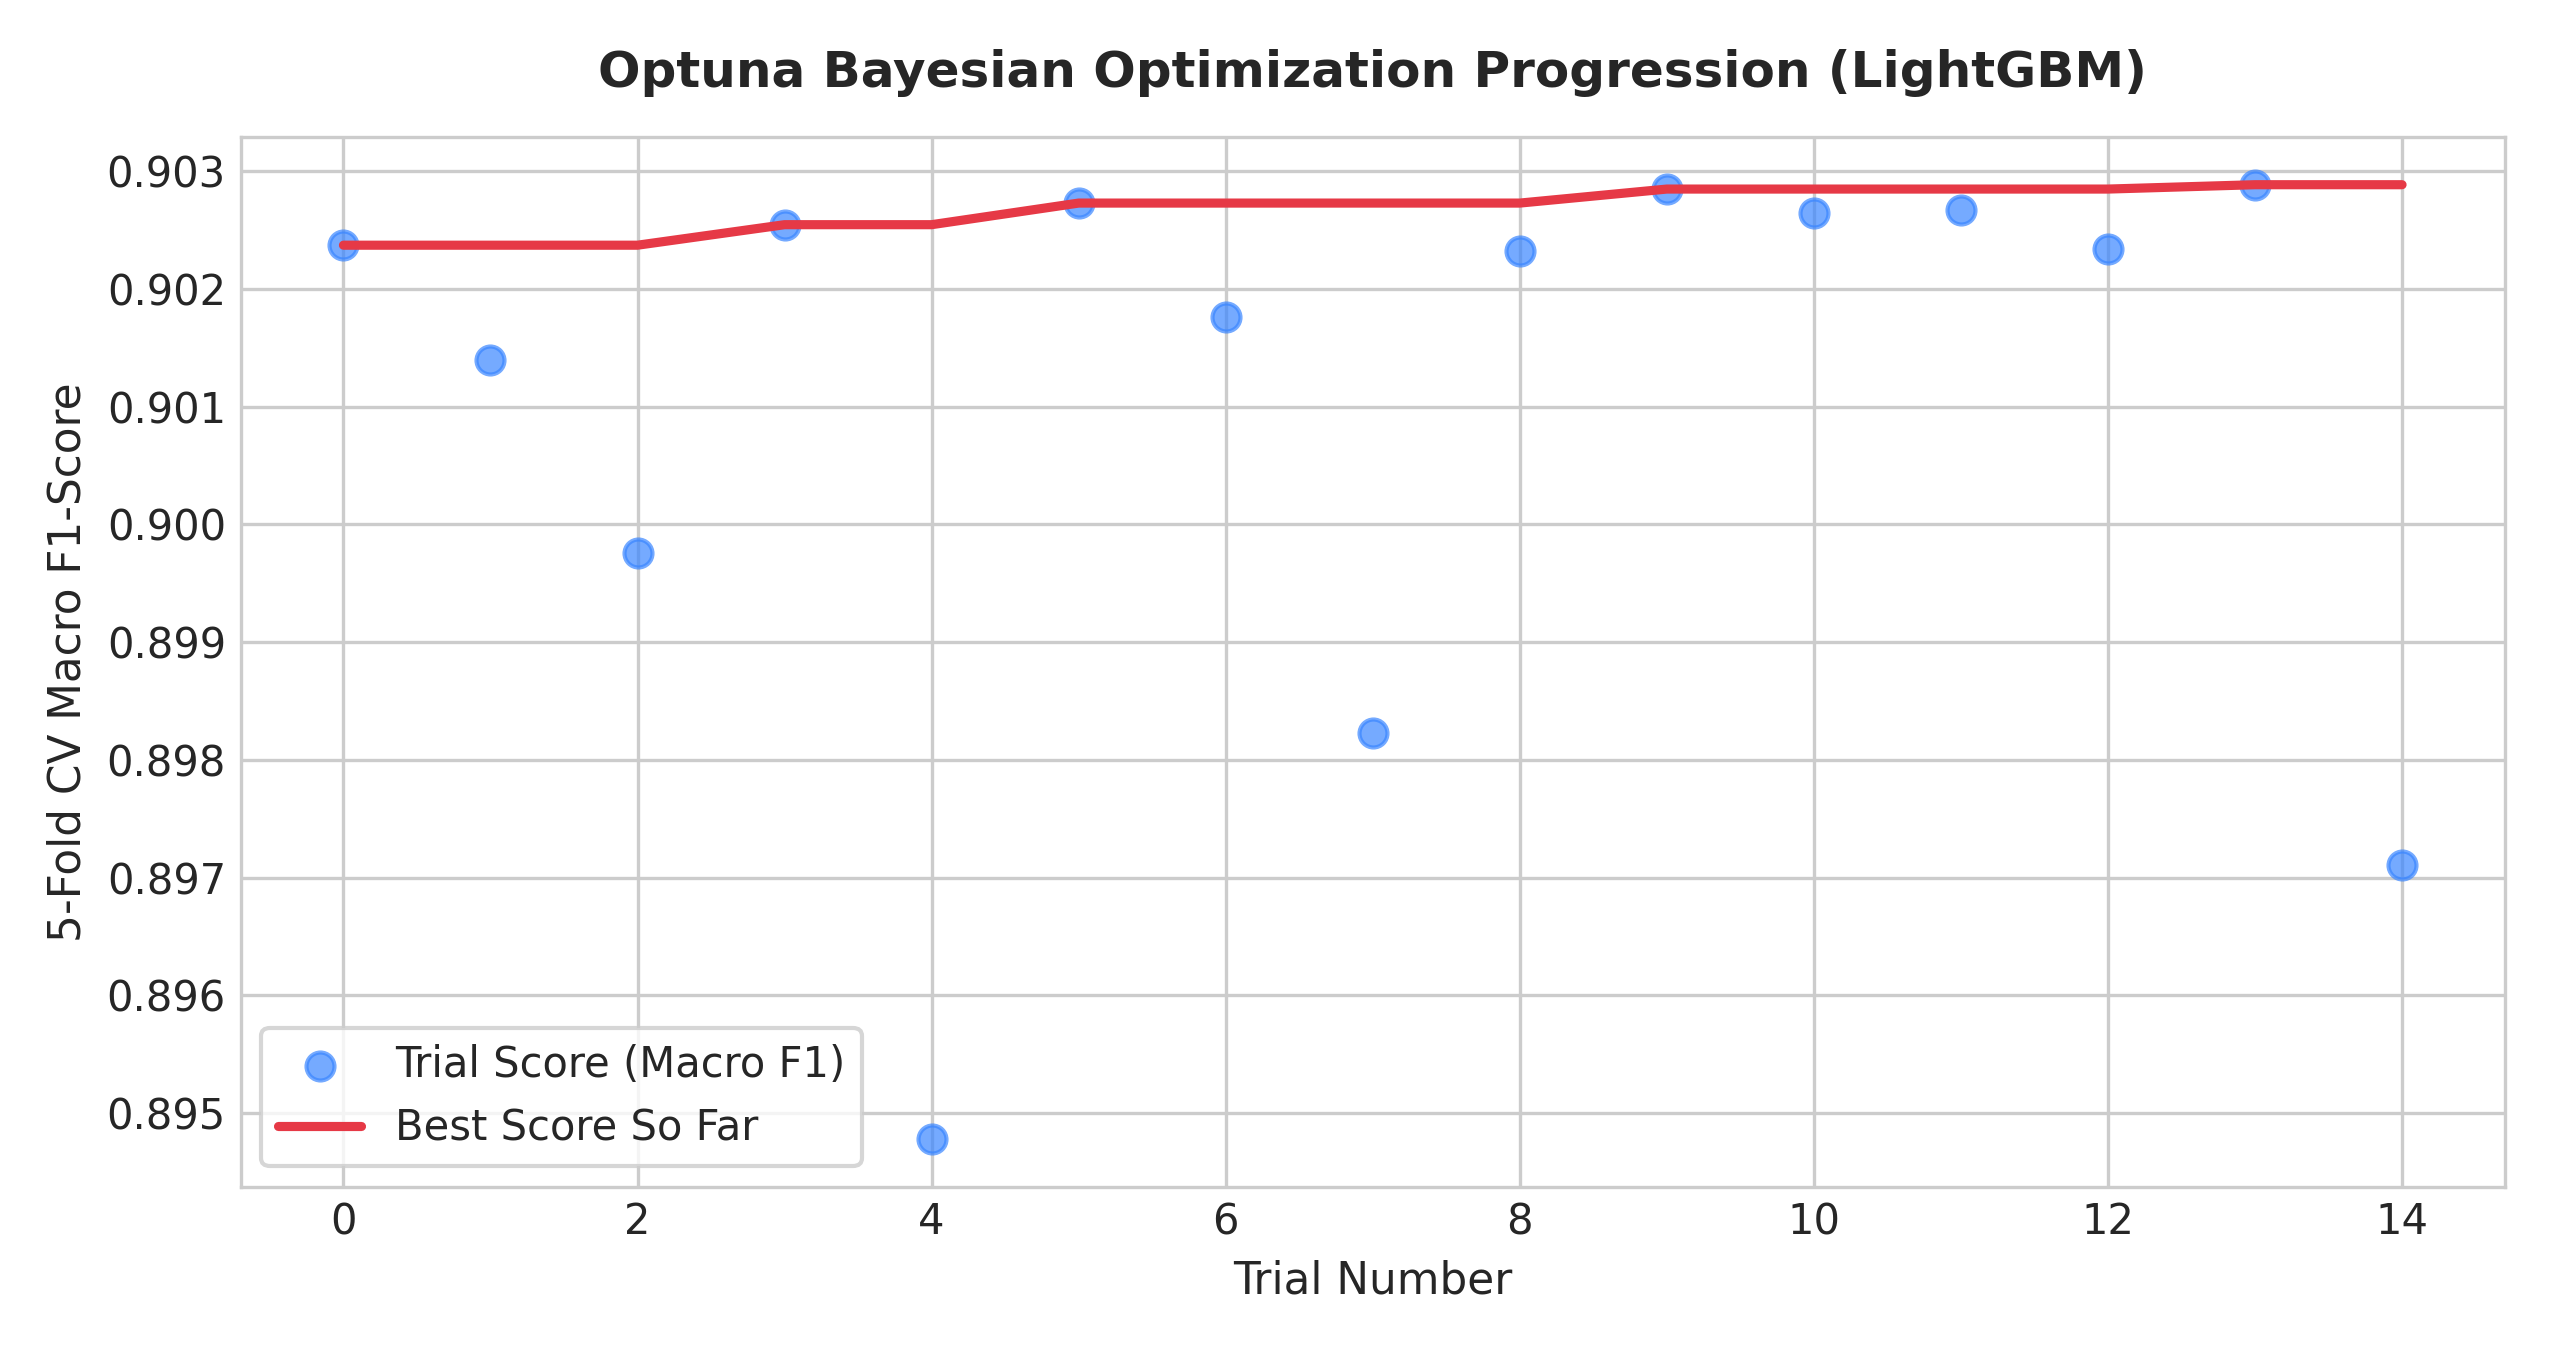 Optuna Bayesian Optimization Progression (LightGBM)
5-Fold CV Macro F1-Score
0.903
0.902
0.901
0.900
0.899
0.898
0.897
0.896
0.895
Trial Score (Macro F1)
Best Score So Far
0 2 4 6 8 10 12 14
Trial Number